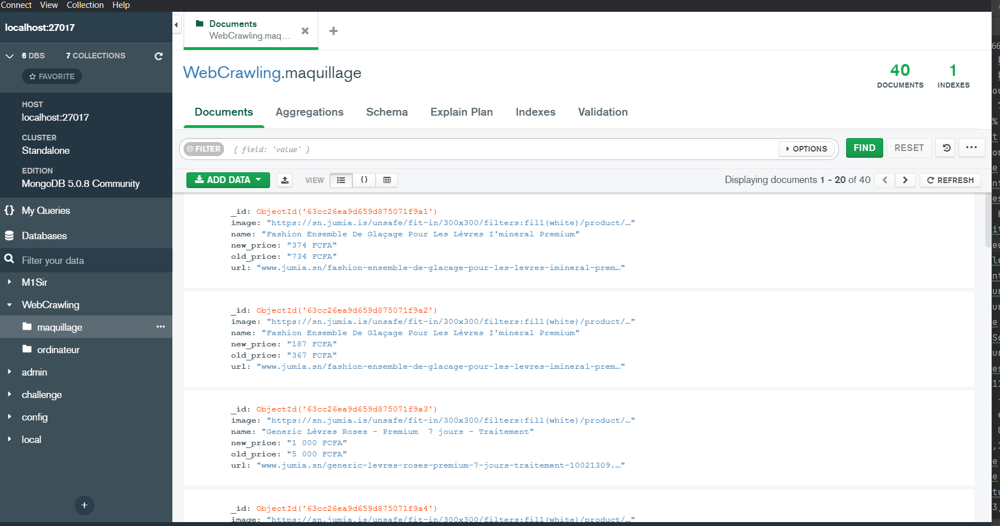 Connect View Collection Help
localhost:27017
6 DBS 7 COLLECTIONS
FAVORITE
HOST
localhost:27017
CLUSTER
Standalone
EDITION
MongoDB 5.0.8 Community
{} My Queries
Databases
Filter your data
M1Sir
WebCrawling
maquillage ...
ordinateur
admin
challenge
config
local
+
Documents
WebCrawling.maq...
+
WebCrawling.maquillage
40 1
DOCUMENTS INDEXES
Documents Aggregations Schema Explain Plan Indexes Validation
FILTER { field: 'value' } OPTIONS FIND RESET ...
ADD DATA VIEW {} Displaying documents 1 - 20 of 40 < > REFRESH
_id: ObjectId('63cc26ea9d659d875071f9a1')
image: "https://sn.jumia.is/unsafe/fit-in/300x300/filters:fill(white)/product/…"
name: "Fashion Ensemble De Glaçage Pour Les Lèvres I'mineral Premium"
new_price: "374 FCFA"
old_price: "734 FCFA"
url: "www.jumia.sn/fashion-ensemble-de-glacage-pour-les-levres-imineral-prem…"
_id: ObjectId('63cc26ea9d659d875071f9a2')
image: "https://sn.jumia.is/unsafe/fit-in/300x300/filters:fill(white)/product/…"
name: "Fashion Ensemble De Glaçage Pour Les Lèvres I'mineral Premium"
new_price: "187 FCFA"
old_price: "367 FCFA"
url: "www.jumia.sn/fashion-ensemble-de-glacage-pour-les-levres-imineral-prem…"
_id: ObjectId('63cc26ea9d659d875071f9a3')
image: "https://sn.jumia.is/unsafe/fit-in/300x300/filters:fill(white)/product/…"
name: "Generic Lèvres Roses - Premium  7 jours - Traitement"
new_price: "1 000 FCFA"
old_price: "5 000 FCFA"
url: "www.jumia.sn/generic-levres-roses-premium-7-jours-traitement-10021309.…"
_id: ObjectId('63cc26ea9d659d875071f9a4')
image: "https://sn.jumia.is/unsafe/fit-in/300x300/filters:fill(white)/product/…"